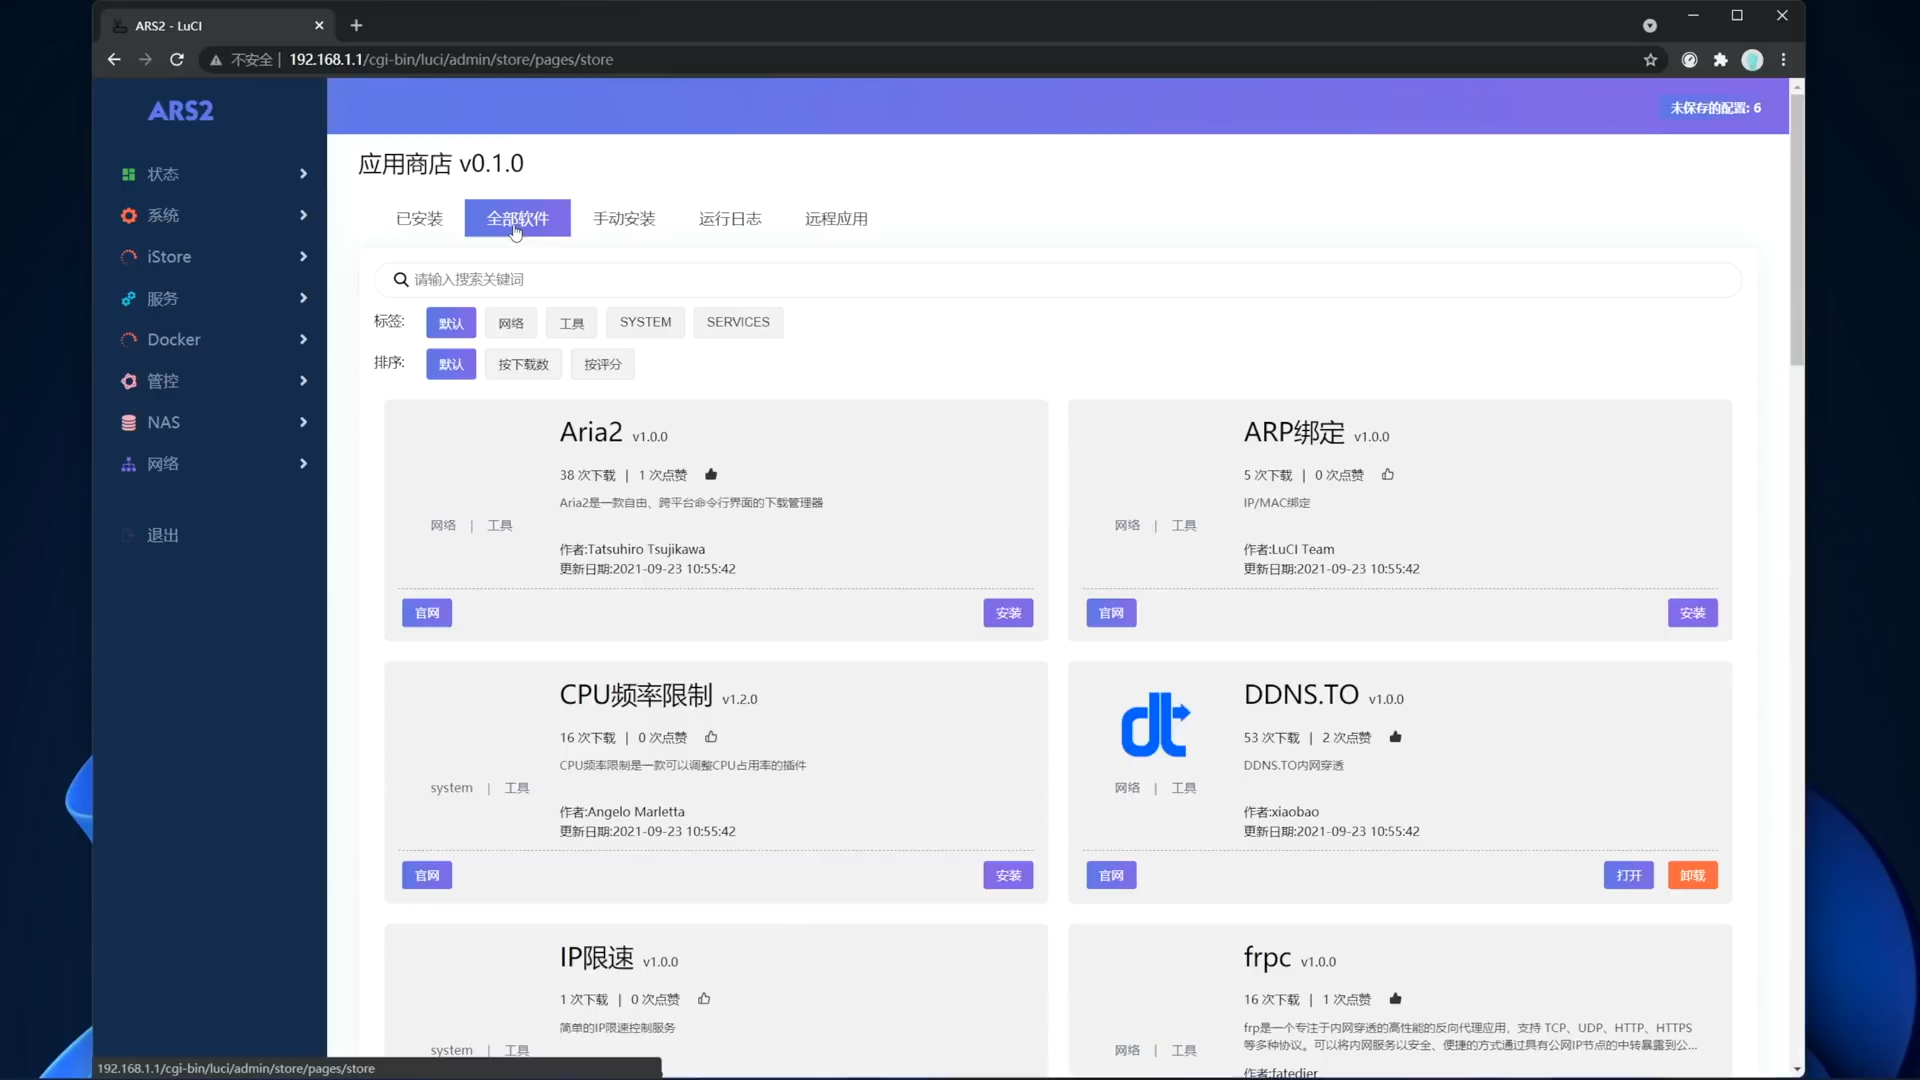 ARS2 - LuCI
不安全 | 192.168.1.1/cgi-bin/luci/admin/store/pages/store
ARS2
未保存的配置: 6
状态
系统
iStore
服务
Docker
管控
NAS
网络
退出
应用商店 v0.1.0
已安装 全部软件 手动安装 运行日志 远程应用
请输入搜索关键词
标签: 默认 网络 工具 SYSTEM SERVICES
排序: 默认 按下载数 按评分
Aria2 v1.0.0
38 次下载 | 1 次点赞
Aria2是一款自由、跨平台命令行界面的下载管理器
网络 | 工具
作者:Tatsuhiro Tsujikawa
更新日期:2021-09-23 10:55:42
官网 安装
ARP绑定 v1.0.0
5 次下载 | 0 次点赞
IP/MAC绑定
网络 | 工具
作者:LuCI Team
更新日期:2021-09-23 10:55:42
官网 安装
CPU频率限制 v1.2.0
16 次下载 | 0 次点赞
CPU频率限制是一款可以调整CPU占用率的插件
system | 工具
作者:Angelo Marletta
更新日期:2021-09-23 10:55:42
官网 安装
dt
DDNS.TO v1.0.0
53 次下载 | 2 次点赞
DDNS.TO内网穿透
网络 | 工具
作者:xiaobao
更新日期:2021-09-23 10:55:42
官网 打开 卸载
IP限速 v1.0.0
1 次下载 | 0 次点赞
简单的IP限速控制服务
system | 工具
frpc v1.0.0
16 次下载 | 1 次点赞
frp是一个专注于内网穿透的高性能的反向代理应用，支持 TCP、UDP、HTTP、HTTPS
等多种协议。可以将内网服务以安全、便捷的方式通过具有公网IP节点的中转暴露到公...
网络 | 工具
作者:fatedier
192.168.1.1/cgi-bin/luci/admin/store/pages/store